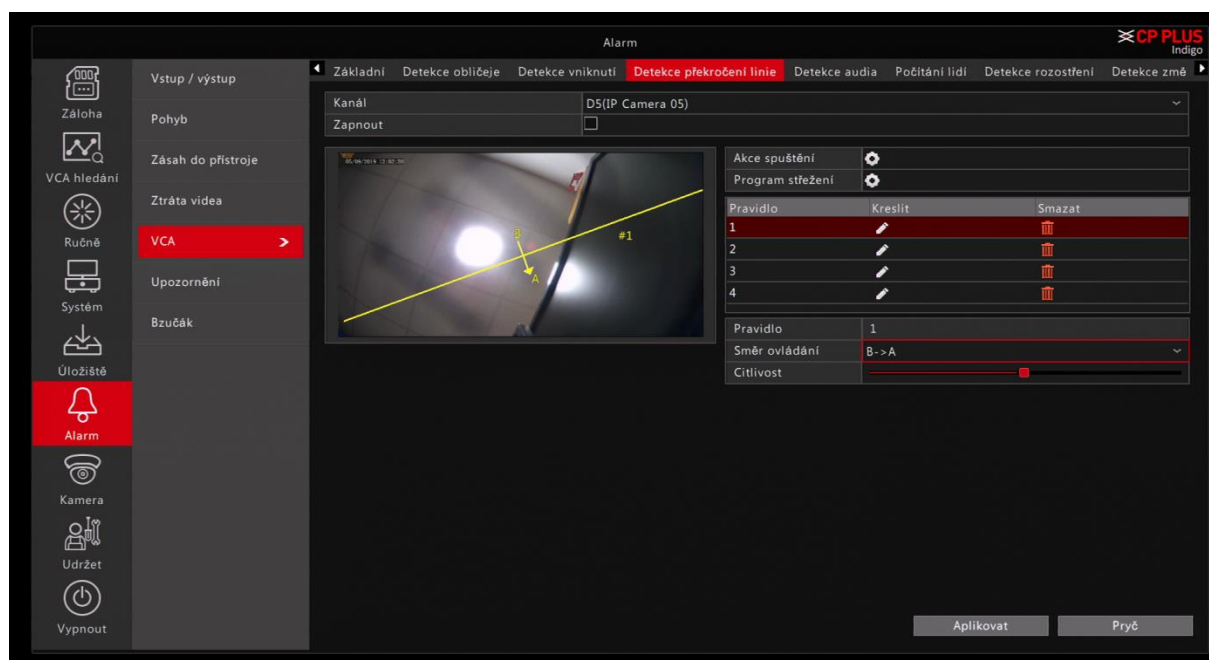 Alarm
CP PLUS
Indigo
Záloha
VCA hledání
Ručně
Systém
Úložiště
Alarm
Kamera
Udržet
Vypnout
Vstup / výstup
Pohyb
Zásah do přístroje
Ztráta videa
VCA
Upozornění
Bzučák
Základní Detekce obličeje Detekce vniknutí Detekce překročení linie Detekce audia Počítání lidí Detekce rozostření Detekce změ
Kanál D5(IP Camera 05)
Zapnout
#1
B
A
Akce spuštění
Program střežení
Pravidlo Kreslit Smazat
1
2
3
4
Pravidlo 1
Směr ovládání B->A
Citlivost
Aplikovat Pryč